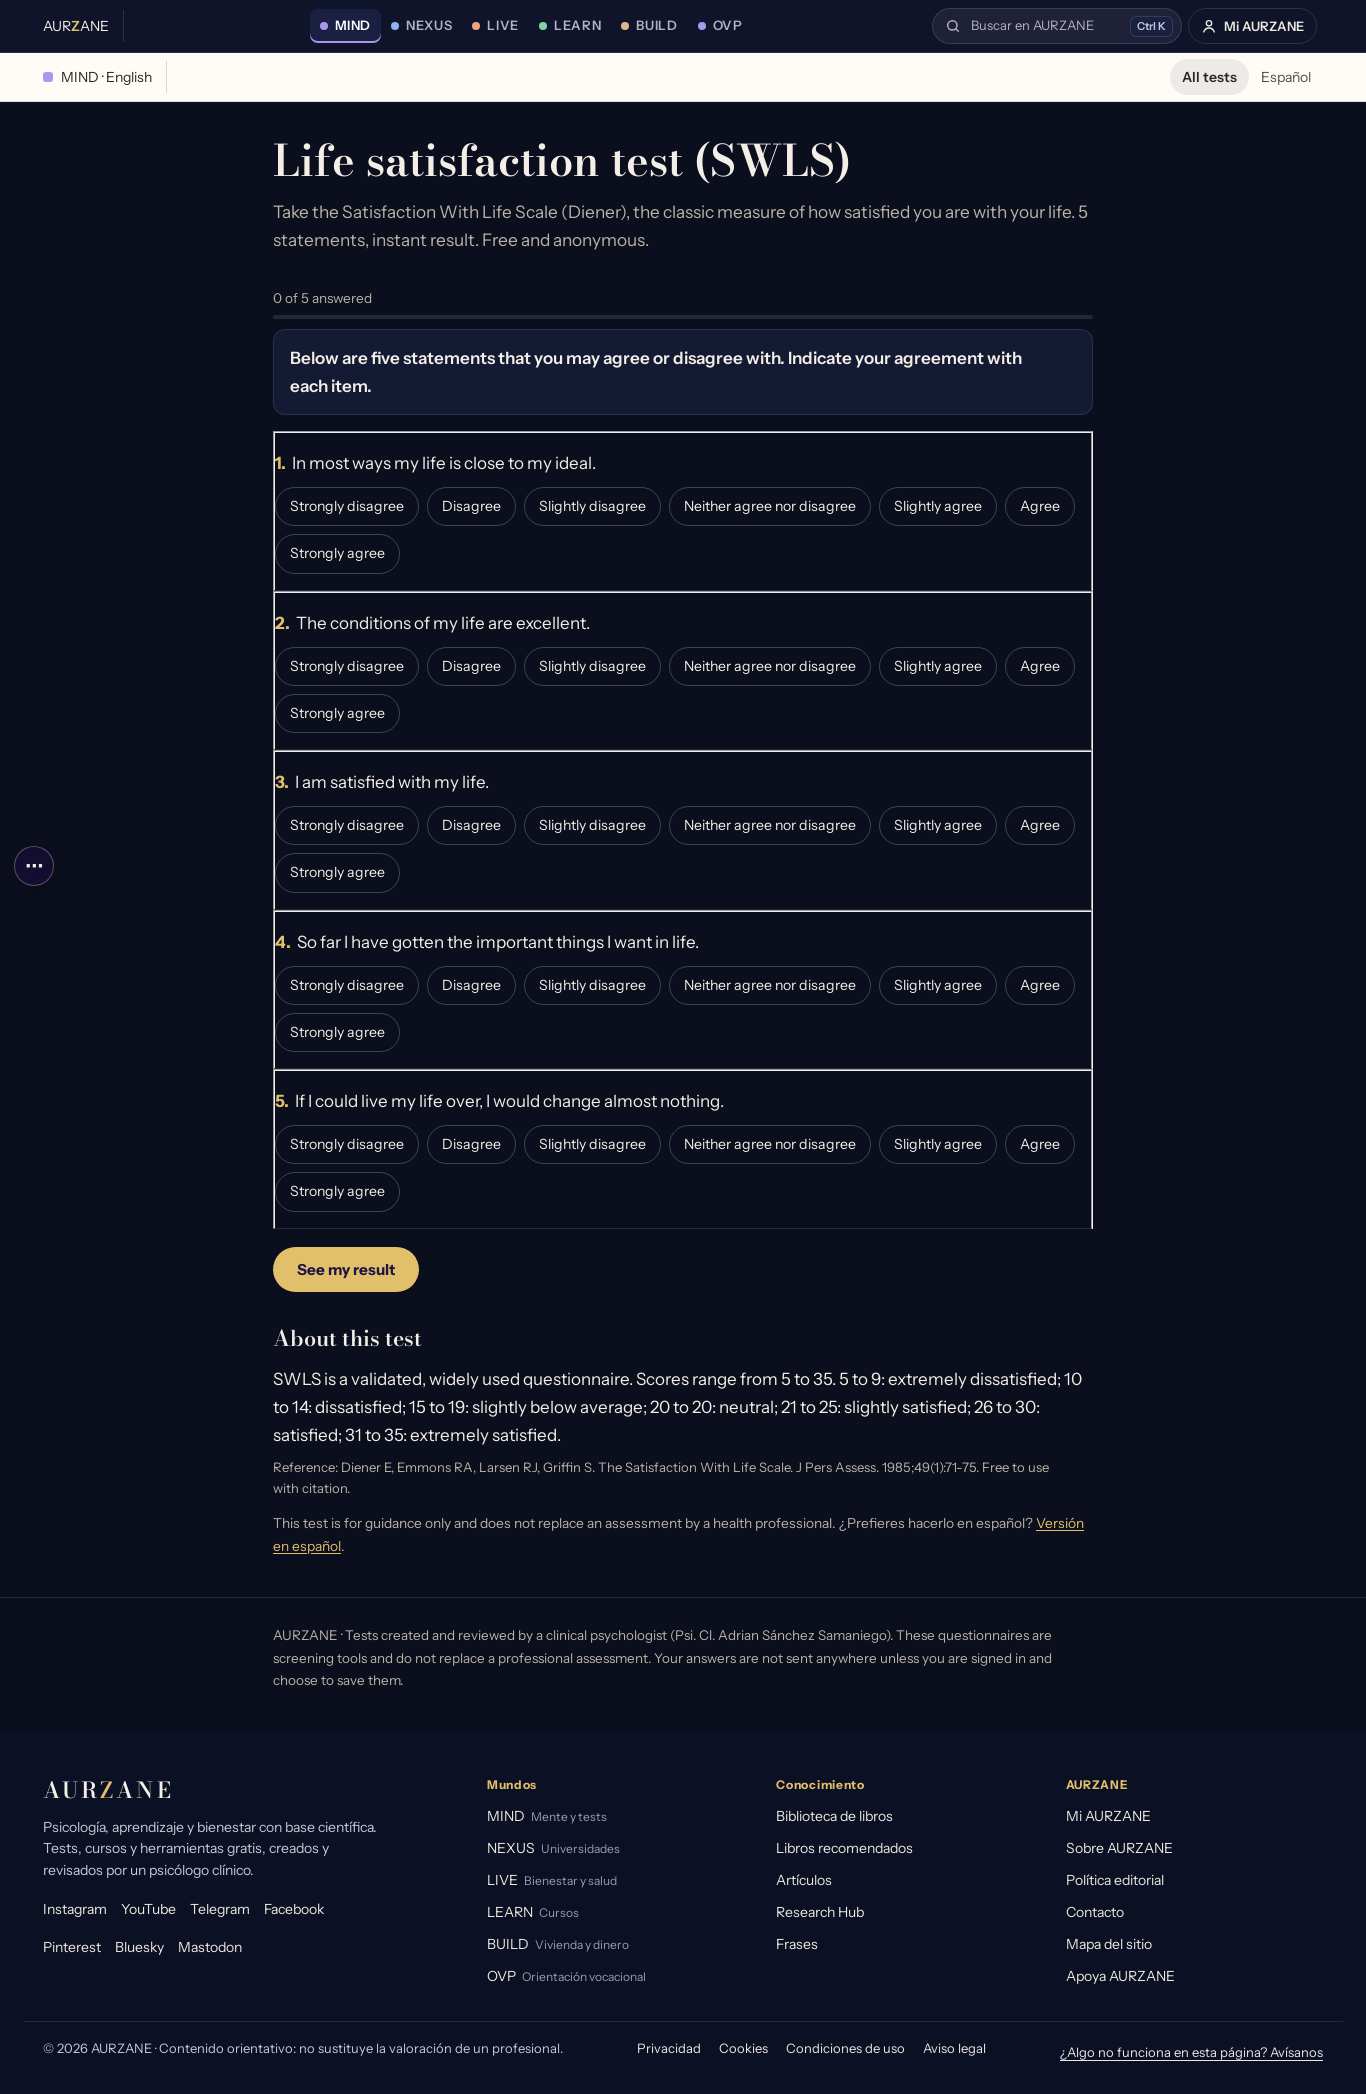 AURZANE
MIND NEXUS LIVE LEARN BUILD OVP
Buscar en AURZANE Ctrl K
Mi AURZANE
MIND · English
All tests Español
Life satisfaction test (SWLS)
Take the Satisfaction With Life Scale (Diener), the classic measure of how satisfied you are with your life. 5
statements, instant result. Free and anonymous.
0 of 5 answered
Below are five statements that you may agree or disagree with. Indicate your agreement with
each item.
1. In most ways my life is close to my ideal.
Strongly disagree Disagree Slightly disagree Neither agree nor disagree Slightly agree Agree
Strongly agree
2. The conditions of my life are excellent.
Strongly disagree Disagree Slightly disagree Neither agree nor disagree Slightly agree Agree
Strongly agree
3. I am satisfied with my life.
Strongly disagree Disagree Slightly disagree Neither agree nor disagree Slightly agree Agree
Strongly agree
4. So far I have gotten the important things I want in life.
Strongly disagree Disagree Slightly disagree Neither agree nor disagree Slightly agree Agree
Strongly agree
5. If I could live my life over, I would change almost nothing.
Strongly disagree Disagree Slightly disagree Neither agree nor disagree Slightly agree Agree
Strongly agree
See my result
About this test
SWLS is a validated, widely used questionnaire. Scores range from 5 to 35. 5 to 9: extremely dissatisfied; 10
to 14: dissatisfied; 15 to 19: slightly below average; 20 to 20: neutral; 21 to 25: slightly satisfied; 26 to 30:
satisfied; 31 to 35: extremely satisfied.
Reference: Diener E, Emmons RA, Larsen RJ, Griffin S. The Satisfaction With Life Scale. J Pers Assess. 1985;49(1):71-75. Free to use
with citation.
This test is for guidance only and does not replace an assessment by a health professional. ¿Prefieres hacerlo en español? Versión
en español.
AURZANE · Tests created and reviewed by a clinical psychologist (Psi. Cl. Adrian Sánchez Samaniego). These questionnaires are
screening tools and do not replace a professional assessment. Your answers are not sent anywhere unless you are signed in and
choose to save them.
AURZANE
Psicología, aprendizaje y bienestar con base científica.
Tests, cursos y herramientas gratis, creados y
revisados por un psicólogo clínico.
Instagram YouTube Telegram Facebook
Pinterest Bluesky Mastodon
Mundos
MIND Mente y tests
NEXUS Universidades
LIVE Bienestar y salud
LEARN Cursos
BUILD Vivienda y dinero
OVP Orientación vocacional
Conocimiento
Biblioteca de libros
Libros recomendados
Artículos
Research Hub
Frases
AURZANE
Mi AURZANE
Sobre AURZANE
Política editorial
Contacto
Mapa del sitio
Apoya AURZANE
© 2026 AURZANE · Contenido orientativo: no sustituye la valoración de un profesional.
Privacidad Cookies Condiciones de uso Aviso legal
¿Algo no funciona en esta página? Avísanos